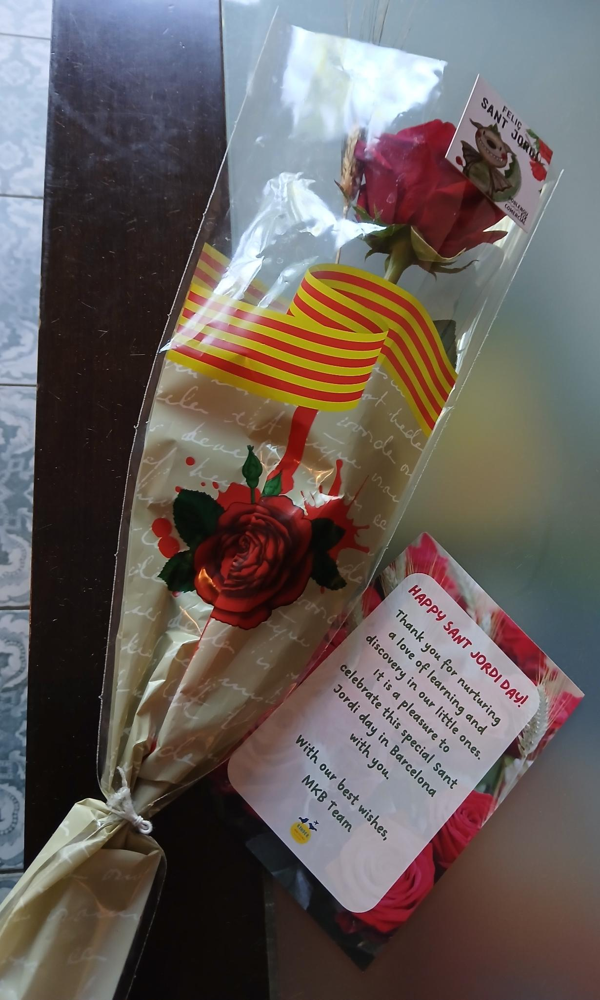 FELIÇ
SANT JORDI
POBLENOU
EIX
COMERCIAL
HAPPY SANT JORDI DAY!
Thank you for nurturing
a love of learning and
discovery in our little ones.
It is a pleasure to
celebrate this special Sant
Jordi day in Barcelona
with you.
With our best wishes,
MKB Team
KINDER